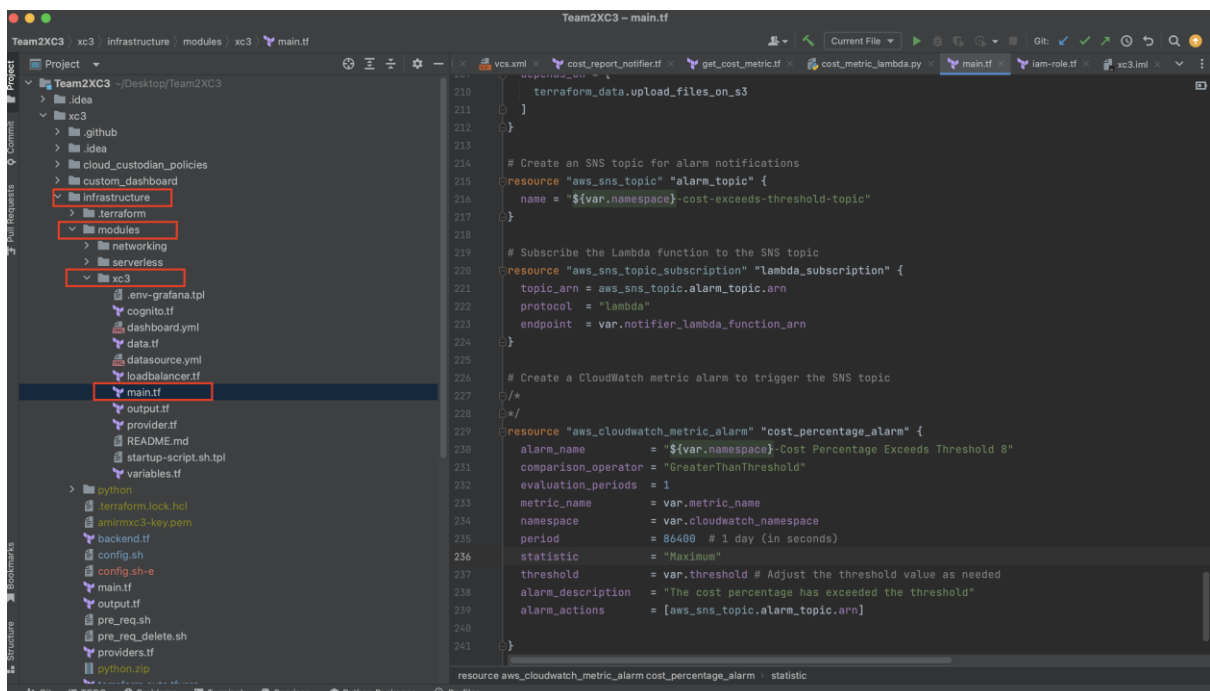 Team2XC3 – main.tf
Team2XC3 〉 xc3 〉 infrastructure 〉 modules 〉 xc3 〉 main.tf
Current File
Git:
Project
vcs.xml
cost_report_notifier.tf
get_cost_metric.tf
cost_metric_lambda.py
main.tf
iam-role.tf
xc3.iml
Project
Commit
Pull Requests
Bookmarks
Structure
Team2XC3 ~/Desktop/Team2XC3
.idea
xc3
.github
.idea
cloud_custodian_policies
custom_dashboard
infrastructure
.terraform
modules
networking
serverless
xc3
.env-grafana.tpl
cognito.tf
dashboard.yml
data.tf
datasource.yml
loadbalancer.tf
main.tf
output.tf
provider.tf
README.md
startup-script.sh.tpl
variables.tf
python
.terraform.lock.hcl
amirmxc3-key.pem
backend.tf
config.sh
config.sh-e
main.tf
output.tf
pre_req.sh
pre_req_delete.sh
providers.tf
python.zip
depends_on = [
210 terraform_data.upload_files_on_s3
211 ]
212 }
213
214 # Create an SNS topic for alarm notifications
215 resource "aws_sns_topic" "alarm_topic" {
216 name = "${var.namespace}-cost-exceeds-threshold-topic"
217 }
218
219 # Subscribe the Lambda function to the SNS topic
220 resource "aws_sns_topic_subscription" "lambda_subscription" {
221 topic_arn = aws_sns_topic.alarm_topic.arn
222 protocol = "lambda"
223 endpoint = var.notifier_lambda_function_arn
224 }
225
226 # Create a CloudWatch metric alarm to trigger the SNS topic
227 /*
228 */
229 resource "aws_cloudwatch_metric_alarm" "cost_percentage_alarm" {
230 alarm_name = "${var.namespace}-Cost Percentage Exceeds Threshold 8"
231 comparison_operator = "GreaterThanThreshold"
232 evaluation_periods = 1
233 metric_name = var.metric_name
234 namespace = var.cloudwatch_namespace
235 period = 86400 # 1 day (in seconds)
236 statistic = "Maximum"
237 threshold = var.threshold # Adjust the threshold value as needed
238 alarm_description = "The cost percentage has exceeded the threshold"
239 alarm_actions = [aws_sns_topic.alarm_topic.arn]
240
241 }
resource aws_cloudwatch_metric_alarm cost_percentage_alarm 〉 statistic